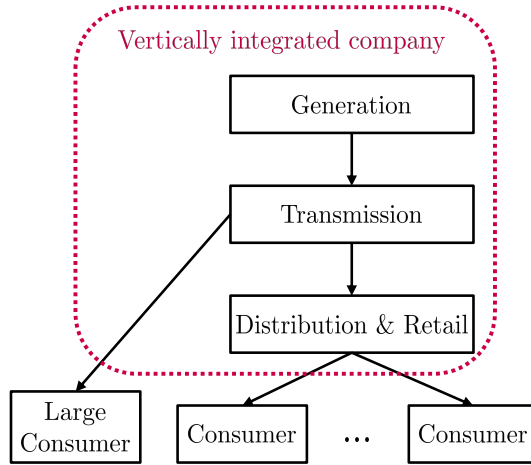 Vertically integrated company
Generation
Transmission
Distribution & Retail
Large
Consumer
Consumer
...
Consumer